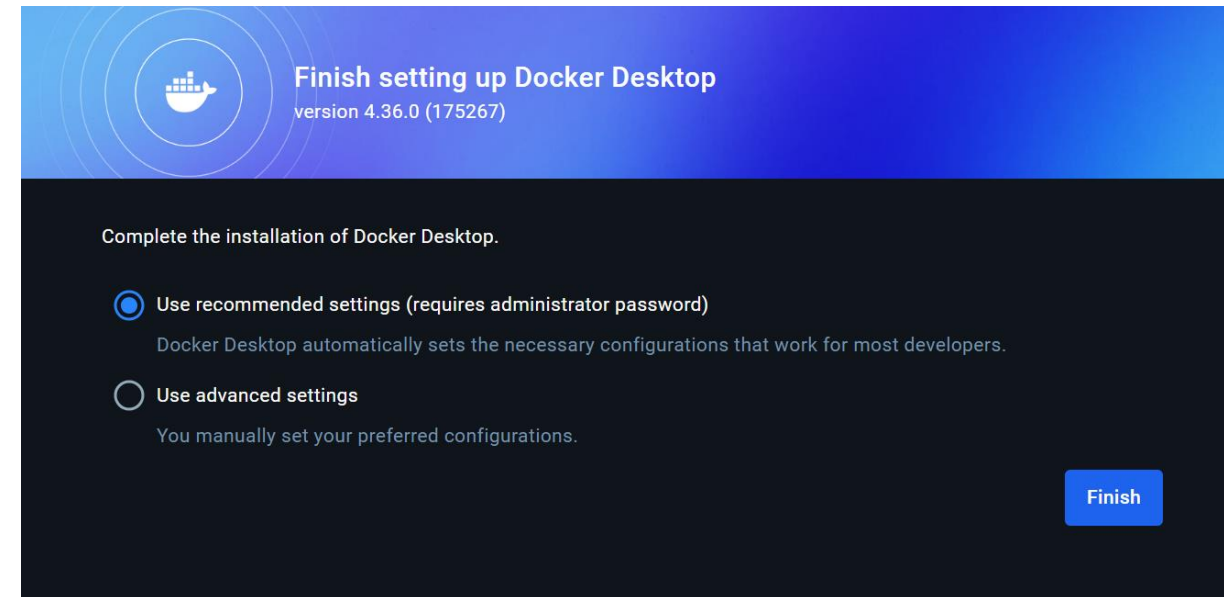 Finish setting up Docker Desktop
version 4.36.0 (175267)
Complete the installation of Docker Desktop.
Use recommended settings (requires administrator password)
Docker Desktop automatically sets the necessary configurations that work for most developers.
Use advanced settings
You manually set your preferred configurations.
Finish